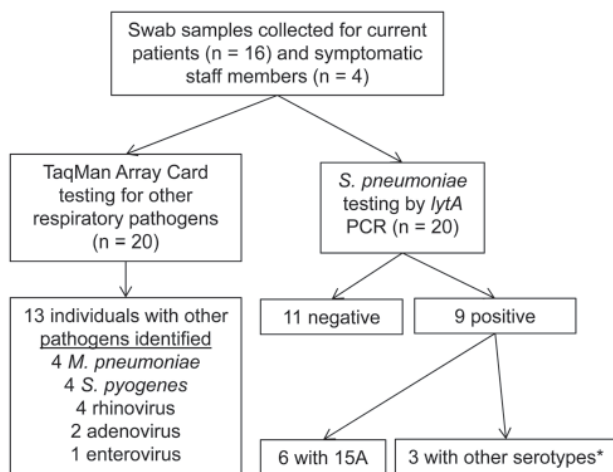 Swab samples collected for current
patients (n = 16) and symptomatic
staff members (n = 4)
TaqMan Array Card
testing for other
respiratory pathogens
(n = 20)
S. pneumoniae
testing by lytA
PCR (n = 20)
13 individuals with other
pathogens identified
4 M. pneumoniae
4 S. pyogenes
4 rhinovirus
2 adenovirus
1 enterovirus
11 negative
9 positive
6 with 15A
3 with other serotypes*